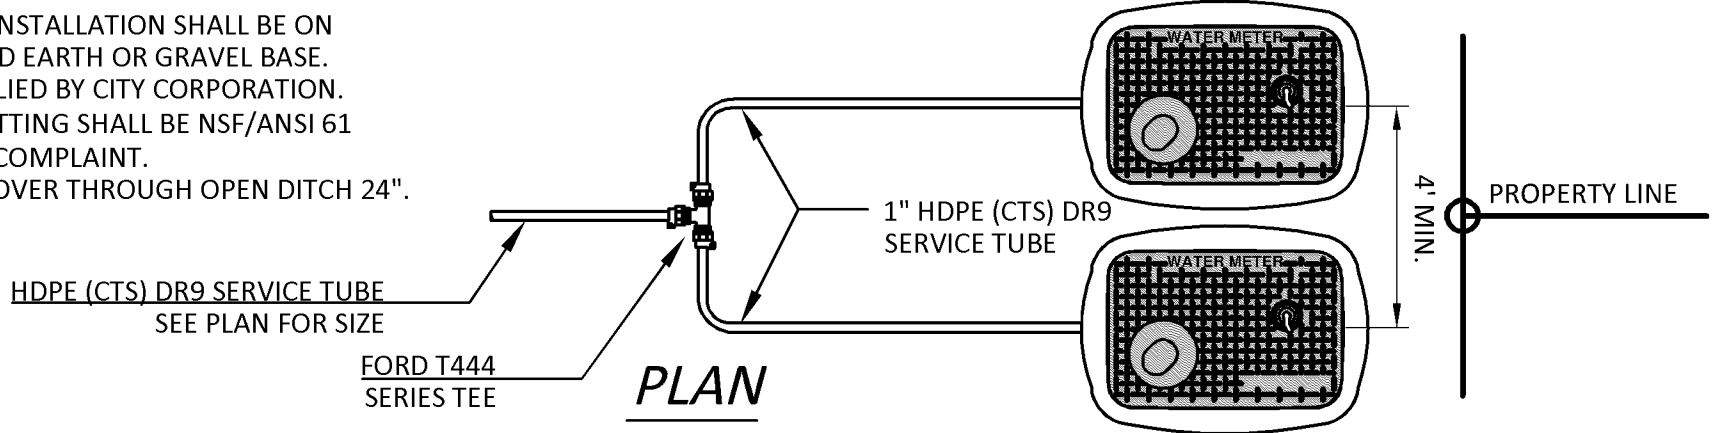 NSTALLATION SHALL BE ON
D EARTH OR GRAVEL BASE.
LIED BY CITY CORPORATION.
TTING SHALL BE NSF/ANSI 61
COMPLAINT.
OVER THROUGH OPEN DITCH 24".
WATER METER
4' MIN.
PROPERTY LINE
1" HDPE (CTS) DR9
SERVICE TUBE
WATER METER
HDPE (CTS) DR9 SERVICE TUBE
SEE PLAN FOR SIZE
FORD T444
SERIES TEE
PLAN